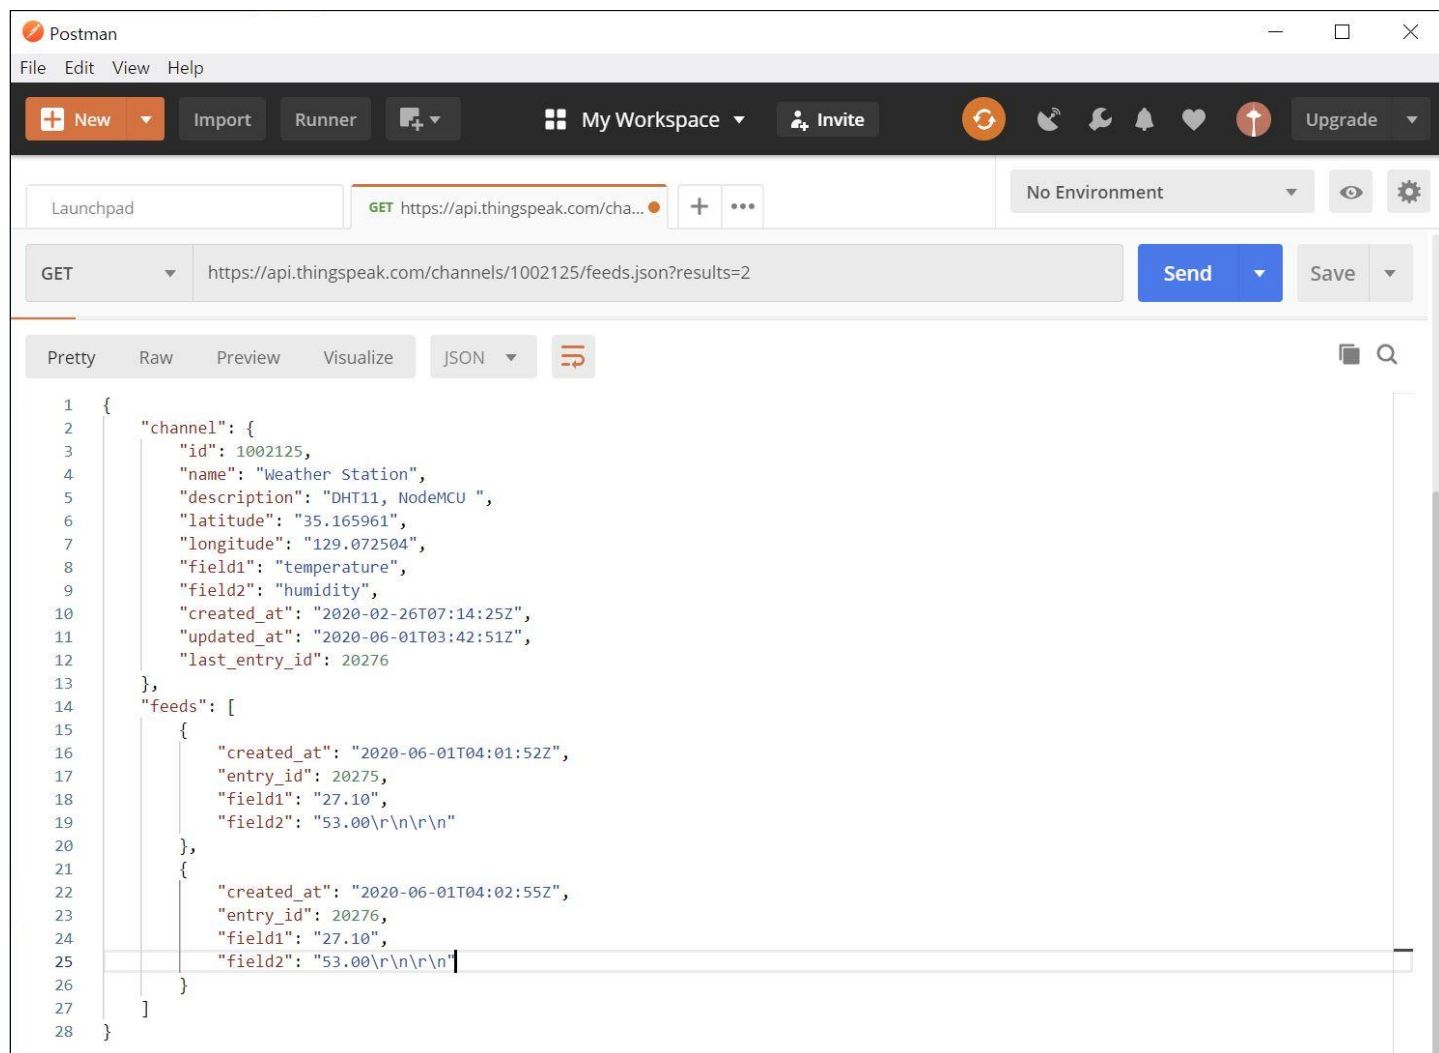 Postman
File Edit View Help
New Import Runner My Workspace Invite Upgrade
Launchpad GET https://api.thingspeak.com/cha... No Environment
GET https://api.thingspeak.com/channels/1002125/feeds.json?results=2 Send Save
Pretty Raw Preview Visualize JSON
1 {
2 "channel": {
3 "id": 1002125,
4 "name": "Weather Station",
5 "description": "DHT11, NodeMCU ",
6 "latitude": "35.165961",
7 "longitude": "129.072504",
8 "field1": "temperature",
9 "field2": "humidity",
10 "created_at": "2020-02-26T07:14:25Z",
11 "updated_at": "2020-06-01T03:42:51Z",
12 "last_entry_id": 20276
13 },
14 "feeds": [
15 {
16 "created_at": "2020-06-01T04:01:52Z",
17 "entry_id": 20275,
18 "field1": "27.10",
19 "field2": "53.00\r\n\r\n"
20 },
21 {
22 "created_at": "2020-06-01T04:02:55Z",
23 "entry_id": 20276,
24 "field1": "27.10",
25 "field2": "53.00\r\n\r\n"
26 }
27 ]
28 }